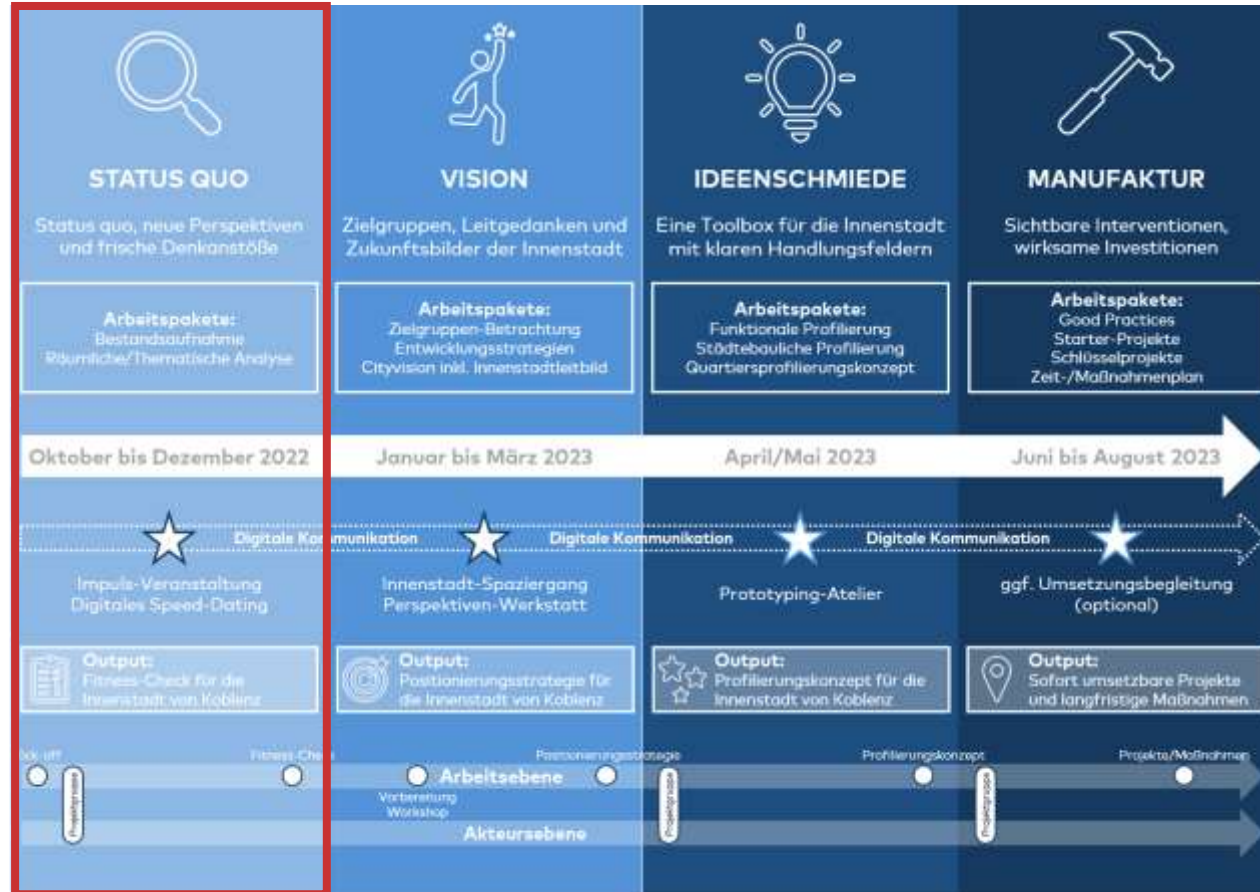 STATUS QUO
Status quo, neue Perspektiven
und frische Denkanstöße
Arbeitspakete:
Bestandsaufnahme
Räumliche/Thematische Analyse
VISION
Zielgruppen, Leitgedanken und
Zukunftsbilder der Innenstadt
Arbeitspakete:
Zielgruppen-Betrachtung
Entwicklungsstrategien
Cityvision inkl. Innenstadtleitbild
IDEENSCHMIEDE
Eine Toolbox für die Innenstadt
mit klaren Handlungsfeldern
Arbeitspakete:
Funktionale Profilierung
Städtebauliche Profilierung
Quartiersprofilierungskonzept
MANUFAKTUR
Sichtbare Interventionen,
wirksame Investitionen
Arbeitspakete:
Good Practices
Starter-Projekte
Schlüsselprojekte
Zeit-/Maßnahmenplan
Oktober bis Dezember 2022
Januar bis März 2023
April/Mai 2023
Juni bis August 2023
Digitale Kommunikation
Digitale Kommunikation
Digitale Kommunikation
Impuls-Veranstaltung
Digitales Speed-Dating
Innenstadt-Spaziergang
Perspektiven-Werkstatt
Prototyping-Atelier
ggf. Umsetzungsbegleitung
(optional)
Output:
Fitness-Check für die
Innenstadt von Koblenz
Output:
Positionierungsstrategie für
die Innenstadt von Koblenz
Output:
Profilierungskonzept für die
Innenstadt von Koblenz
Output:
Sofort umsetzbare Projekte
und langfristige Maßnahmen
Positionierungsstrategie
Profilierungskonzept
Projekte/Maßnahmen
Arbeitsebene
Projektgruppe
Vorbereitung
Workshop
Projektgruppe
Projektgruppe
Akteursebene